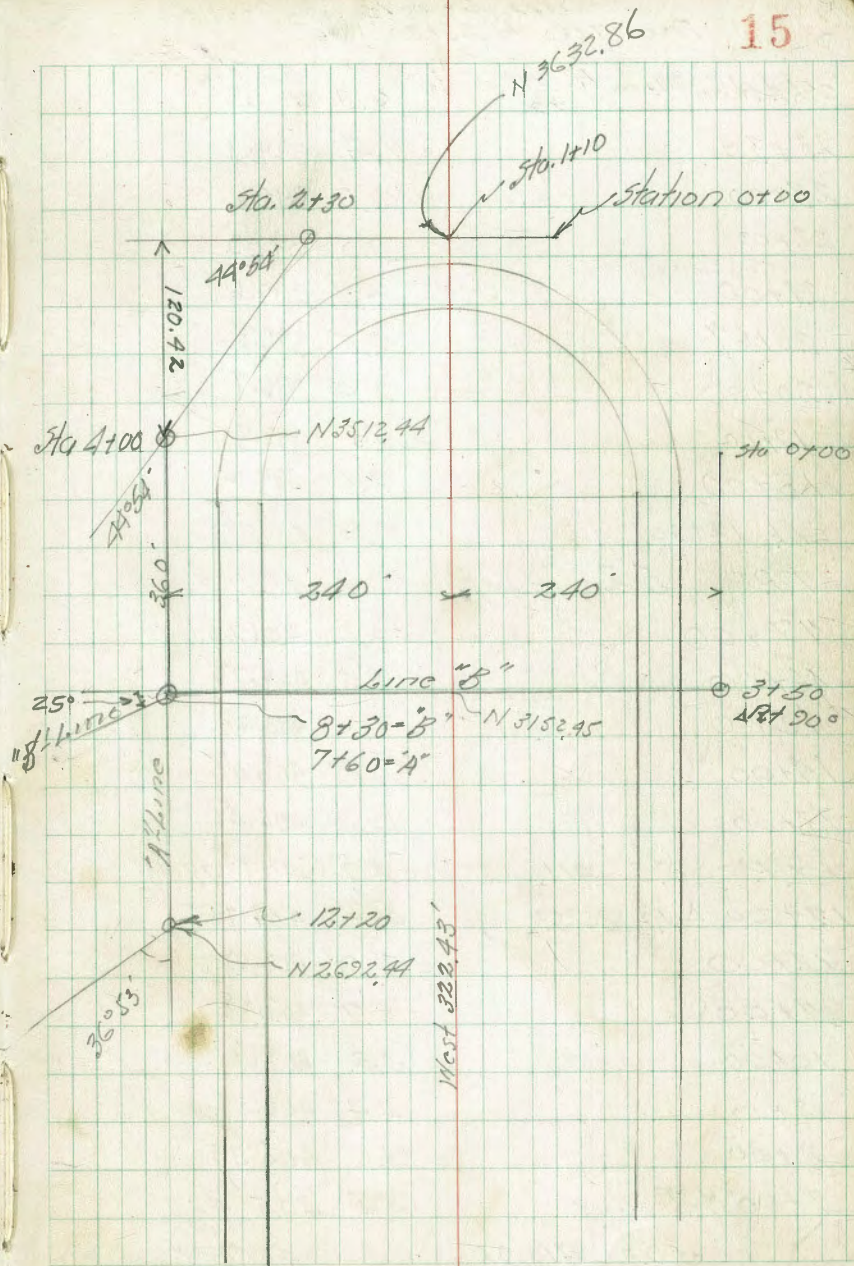 15
N 3632.86
Sta. 1+10
Sta. 2+30
Station 0+00
44°54'
120.42
Sta 4+00
N 3512.44
Sta 0+00
44°54'
360'
240'
240'
Line "B"
25°
"B" Line
8+30="B"
N 3152.45
3+50
Δ Rt 90°
7+60="A"
"A" Line
12+20
N 2692.44
West 322.43'
36°53'